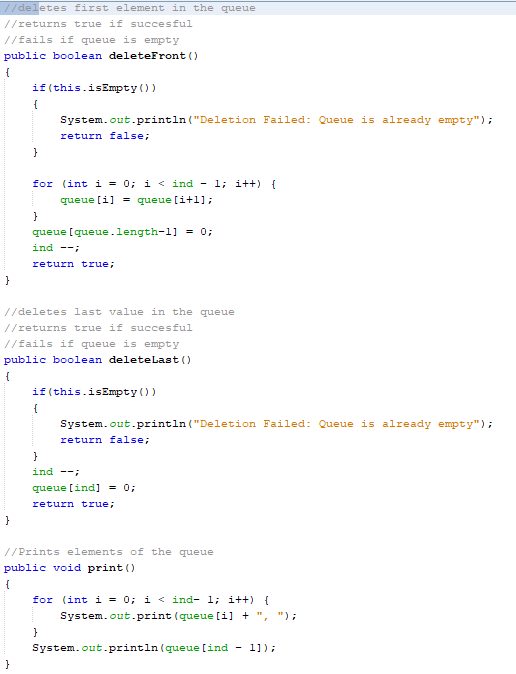 //deletes first element in the queue
//returns true if succesful
//fails if queue is empty
public boolean deleteFront()
{
    if(this.isEmpty())
    {
        System.out.println("Deletion Failed: Queue is already empty");
        return false;
    }

    for (int i = 0; i < ind - 1; i++) {
        queue[i] = queue[i+1];
    }
    queue[queue.length-1] = 0;
    ind --;
    return true;
}

//deletes last value in the queue
//returns true if succesful
//fails if queue is empty
public boolean deleteLast()
{
    if(this.isEmpty())
    {
        System.out.println("Deletion Failed: Queue is already empty");
        return false;
    }
    ind --;
    queue[ind] = 0;
    return true;
}

//Prints elements of the queue
public void print()
{
    for (int i = 0; i < ind- 1; i++) {
        System.out.print(queue[i] + ", ");
    }
    System.out.println(queue[ind - 1]);
}